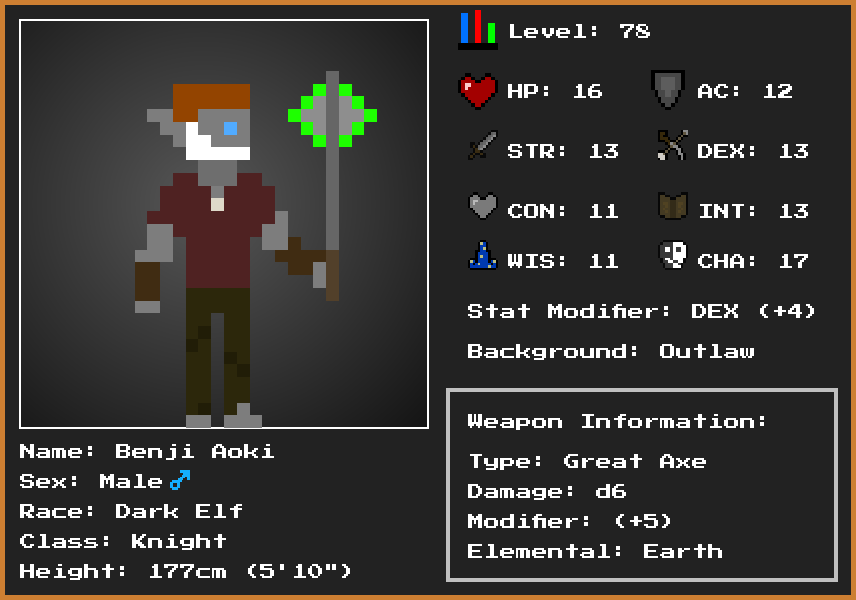 Level: 78
HP: 16 AC: 12
STR: 13 DEX: 13
CON: 11 INT: 13
WIS: 11 CHA: 17
Stat Modifier: DEX (+4)
Background: Outlaw
Weapon Information:
Type: Great Axe
Damage: d6
Modifier: (+5)
Elemental: Earth
Name: Benji Aoki
Sex: Male♂
Race: Dark Elf
Class: Knight
Height: 177cm (5'10")